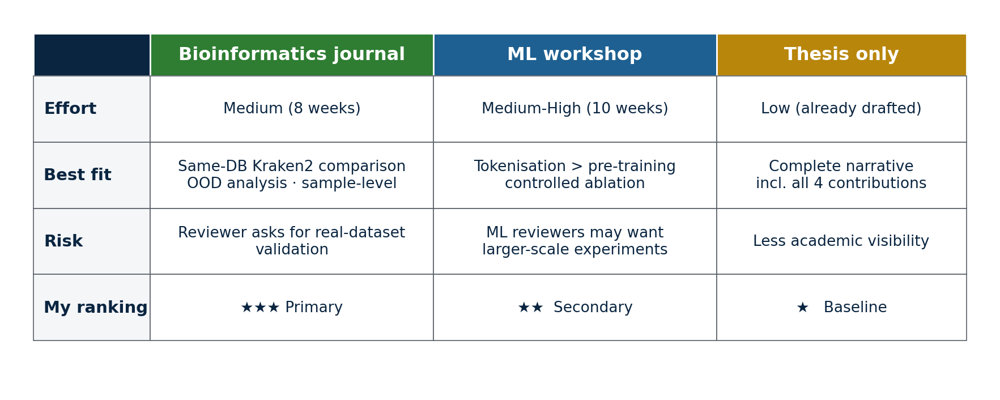 Bioinformatics journal
ML workshop
Thesis only
Effort
Medium (8 weeks)
Medium-High (10 weeks)
Low (already drafted)
Best fit
Same-DB Kraken2 comparison
OOD analysis · sample-level
Tokenisation > pre-training
controlled ablation
Complete narrative
incl. all 4 contributions
Risk
Reviewer asks for real-dataset
validation
ML reviewers may want
larger-scale experiments
Less academic visibility
My ranking
★★★ Primary
★★ Secondary
★ Baseline